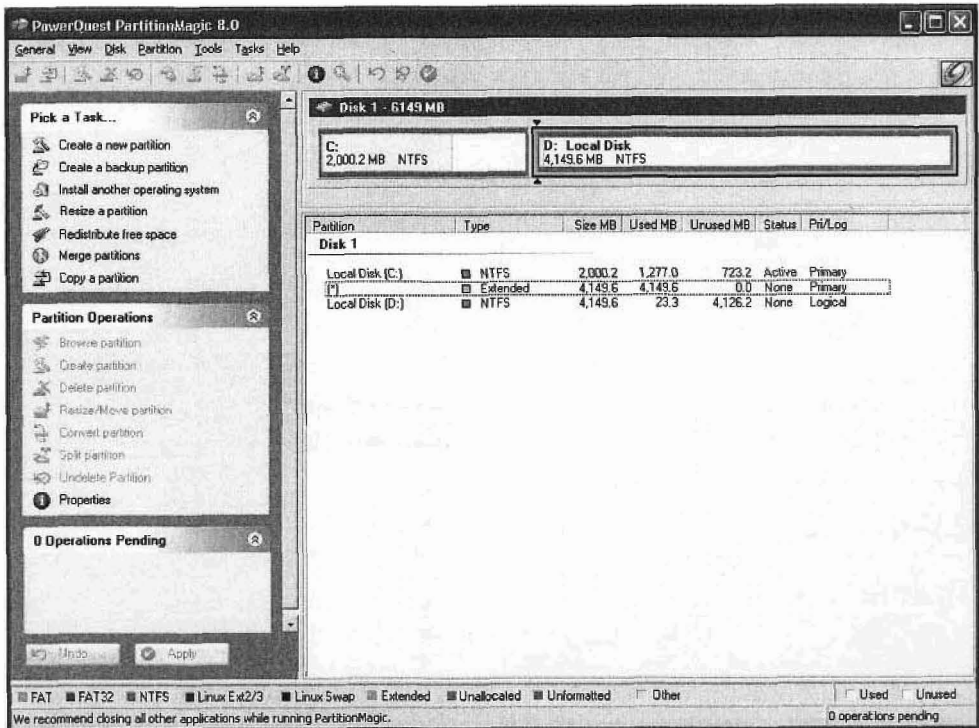 PowerQuest PartitionMagic 8.0
General View Disk Partition Tools Tasks Help
Pick a Task...
Create a new partition
Create a backup partition
Install another operating system
Resize a partition
Redistribute free space
Merge partitions
Copy a partition
Partition Operations
Browse partition
Create partition
Delete partition
Resize/Move partition
Convert partition
Split partition
Undelete Partition
Properties
0 Operations Pending
Undo
Apply
Disk 1 - 6149 MB
C:
2,000.2 MB NTFS
D: Local Disk
4,149.6 MB NTFS
Partition Type Size MB Used MB Unused MB Status Pri/Log
Disk 1
Local Disk (C:) NTFS 2,000.2 1,277.0 723.2 Active Primary
(*) Extended 4,149.6 4,149.6 0.0 None Primary
Local Disk (D:) NTFS 4,149.6 23.3 4,126.2 None Logical
FAT FAT32 NTFS Linux Ext2/3 Linux Swap Extended Unallocated Unformatted Other Used Unused
We recommend closing all other applications while running PartitionMagic. 0 operations pending